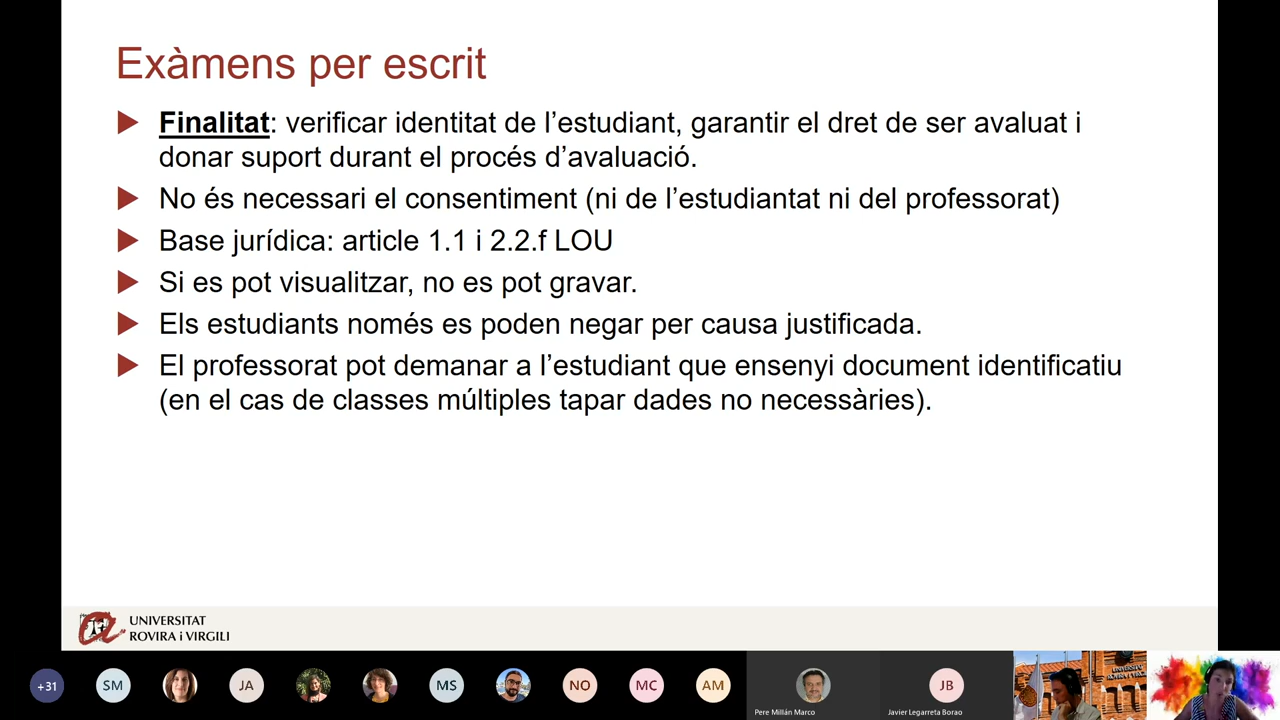 Exàmens per escrit
Finalitat: verificar identitat de l’estudiant, garantir el dret de ser avaluat i
donar suport durant el procés d’avaluació.
No és necessari el consentiment (ni de l’estudiantat ni del professorat)
Base jurídica: article 1.1 i 2.2.f LOU
Si es pot visualitzar, no es pot gravar.
Els estudiants només es poden negar per causa justificada.
El professorat pot demanar a l’estudiant que ensenyi document identificatiu
(en el cas de classes múltiples tapar dades no necessàries).
UNIVERSITAT
ROVIRA i VIRGILI
+31
SM
JA
MS
NO
MC
AM
Pere Millán Marco
JB
Javier Legarreta Borao